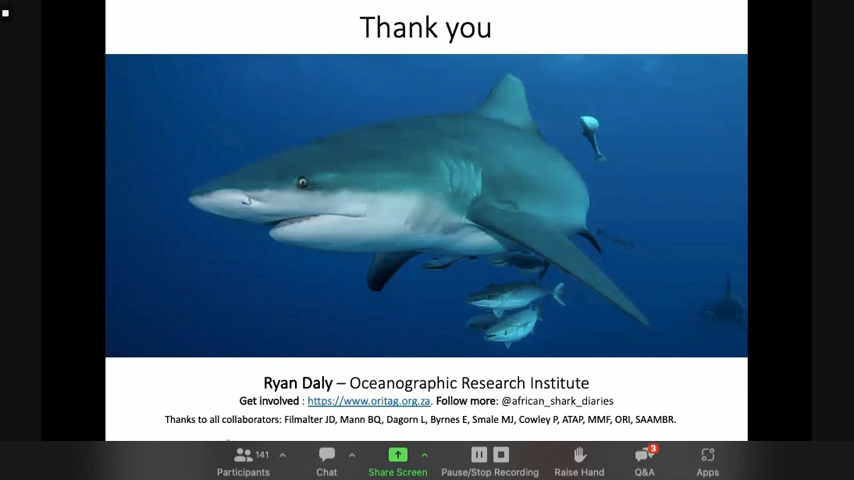 Thank you
Ryan Daly – Oceanographic Research Institute
Get involved : https://www.oritag.org.za. Follow more: @african_shark_diaries
Thanks to all collaborators: Filmalter JD, Mann BQ, Dagorn L, Byrnes E, Smale MJ, Cowley P, ATAP, MMF, ORI, SAAMBR.
141
3
Participants Chat Share Screen Pause/Stop Recording Raise Hand Q&A Apps